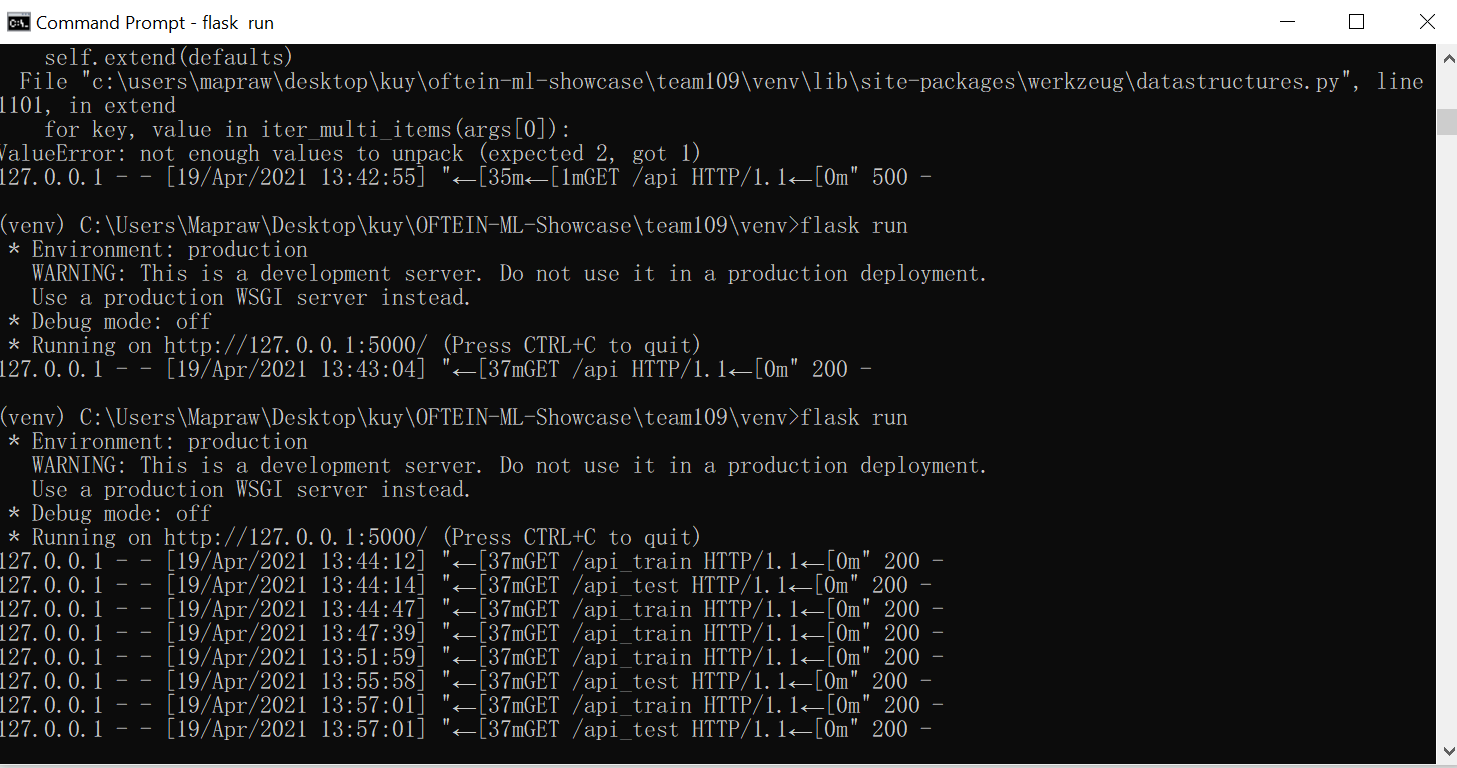 Command Prompt - flask  run
    self.extend(defaults)
  File "c:\users\mapraw\desktop\kuy\oftein-ml-showcase\team109\venv\lib\site-packages\werkzeug\datastructures.py", line
1101, in extend
    for key, value in iter_multi_items(args[0]):
ValueError: not enough values to unpack (expected 2, got 1)
127.0.0.1 - - [19/Apr/2021 13:42:55] "←[35m←[1mGET /api HTTP/1.1←[0m" 500 -
(venv) C:\Users\Mapraw\Desktop\kuy\OFTEIN-ML-Showcase\team109\venv>flask run
 * Environment: production
   WARNING: This is a development server. Do not use it in a production deployment.
   Use a production WSGI server instead.
 * Debug mode: off
 * Running on http://127.0.0.1:5000/ (Press CTRL+C to quit)
127.0.0.1 - - [19/Apr/2021 13:43:04] "←[37mGET /api HTTP/1.1←[0m" 200 -
(venv) C:\Users\Mapraw\Desktop\kuy\OFTEIN-ML-Showcase\team109\venv>flask run
 * Environment: production
   WARNING: This is a development server. Do not use it in a production deployment.
   Use a production WSGI server instead.
 * Debug mode: off
 * Running on http://127.0.0.1:5000/ (Press CTRL+C to quit)
127.0.0.1 - - [19/Apr/2021 13:44:12] "←[37mGET /api_train HTTP/1.1←[0m" 200 -
127.0.0.1 - - [19/Apr/2021 13:44:14] "←[37mGET /api_test HTTP/1.1←[0m" 200 -
127.0.0.1 - - [19/Apr/2021 13:44:47] "←[37mGET /api_train HTTP/1.1←[0m" 200 -
127.0.0.1 - - [19/Apr/2021 13:47:39] "←[37mGET /api_train HTTP/1.1←[0m" 200 -
127.0.0.1 - - [19/Apr/2021 13:51:59] "←[37mGET /api_train HTTP/1.1←[0m" 200 -
127.0.0.1 - - [19/Apr/2021 13:55:58] "←[37mGET /api_test HTTP/1.1←[0m" 200 -
127.0.0.1 - - [19/Apr/2021 13:57:01] "←[37mGET /api_train HTTP/1.1←[0m" 200 -
127.0.0.1 - - [19/Apr/2021 13:57:01] "←[37mGET /api_test HTTP/1.1←[0m" 200 -